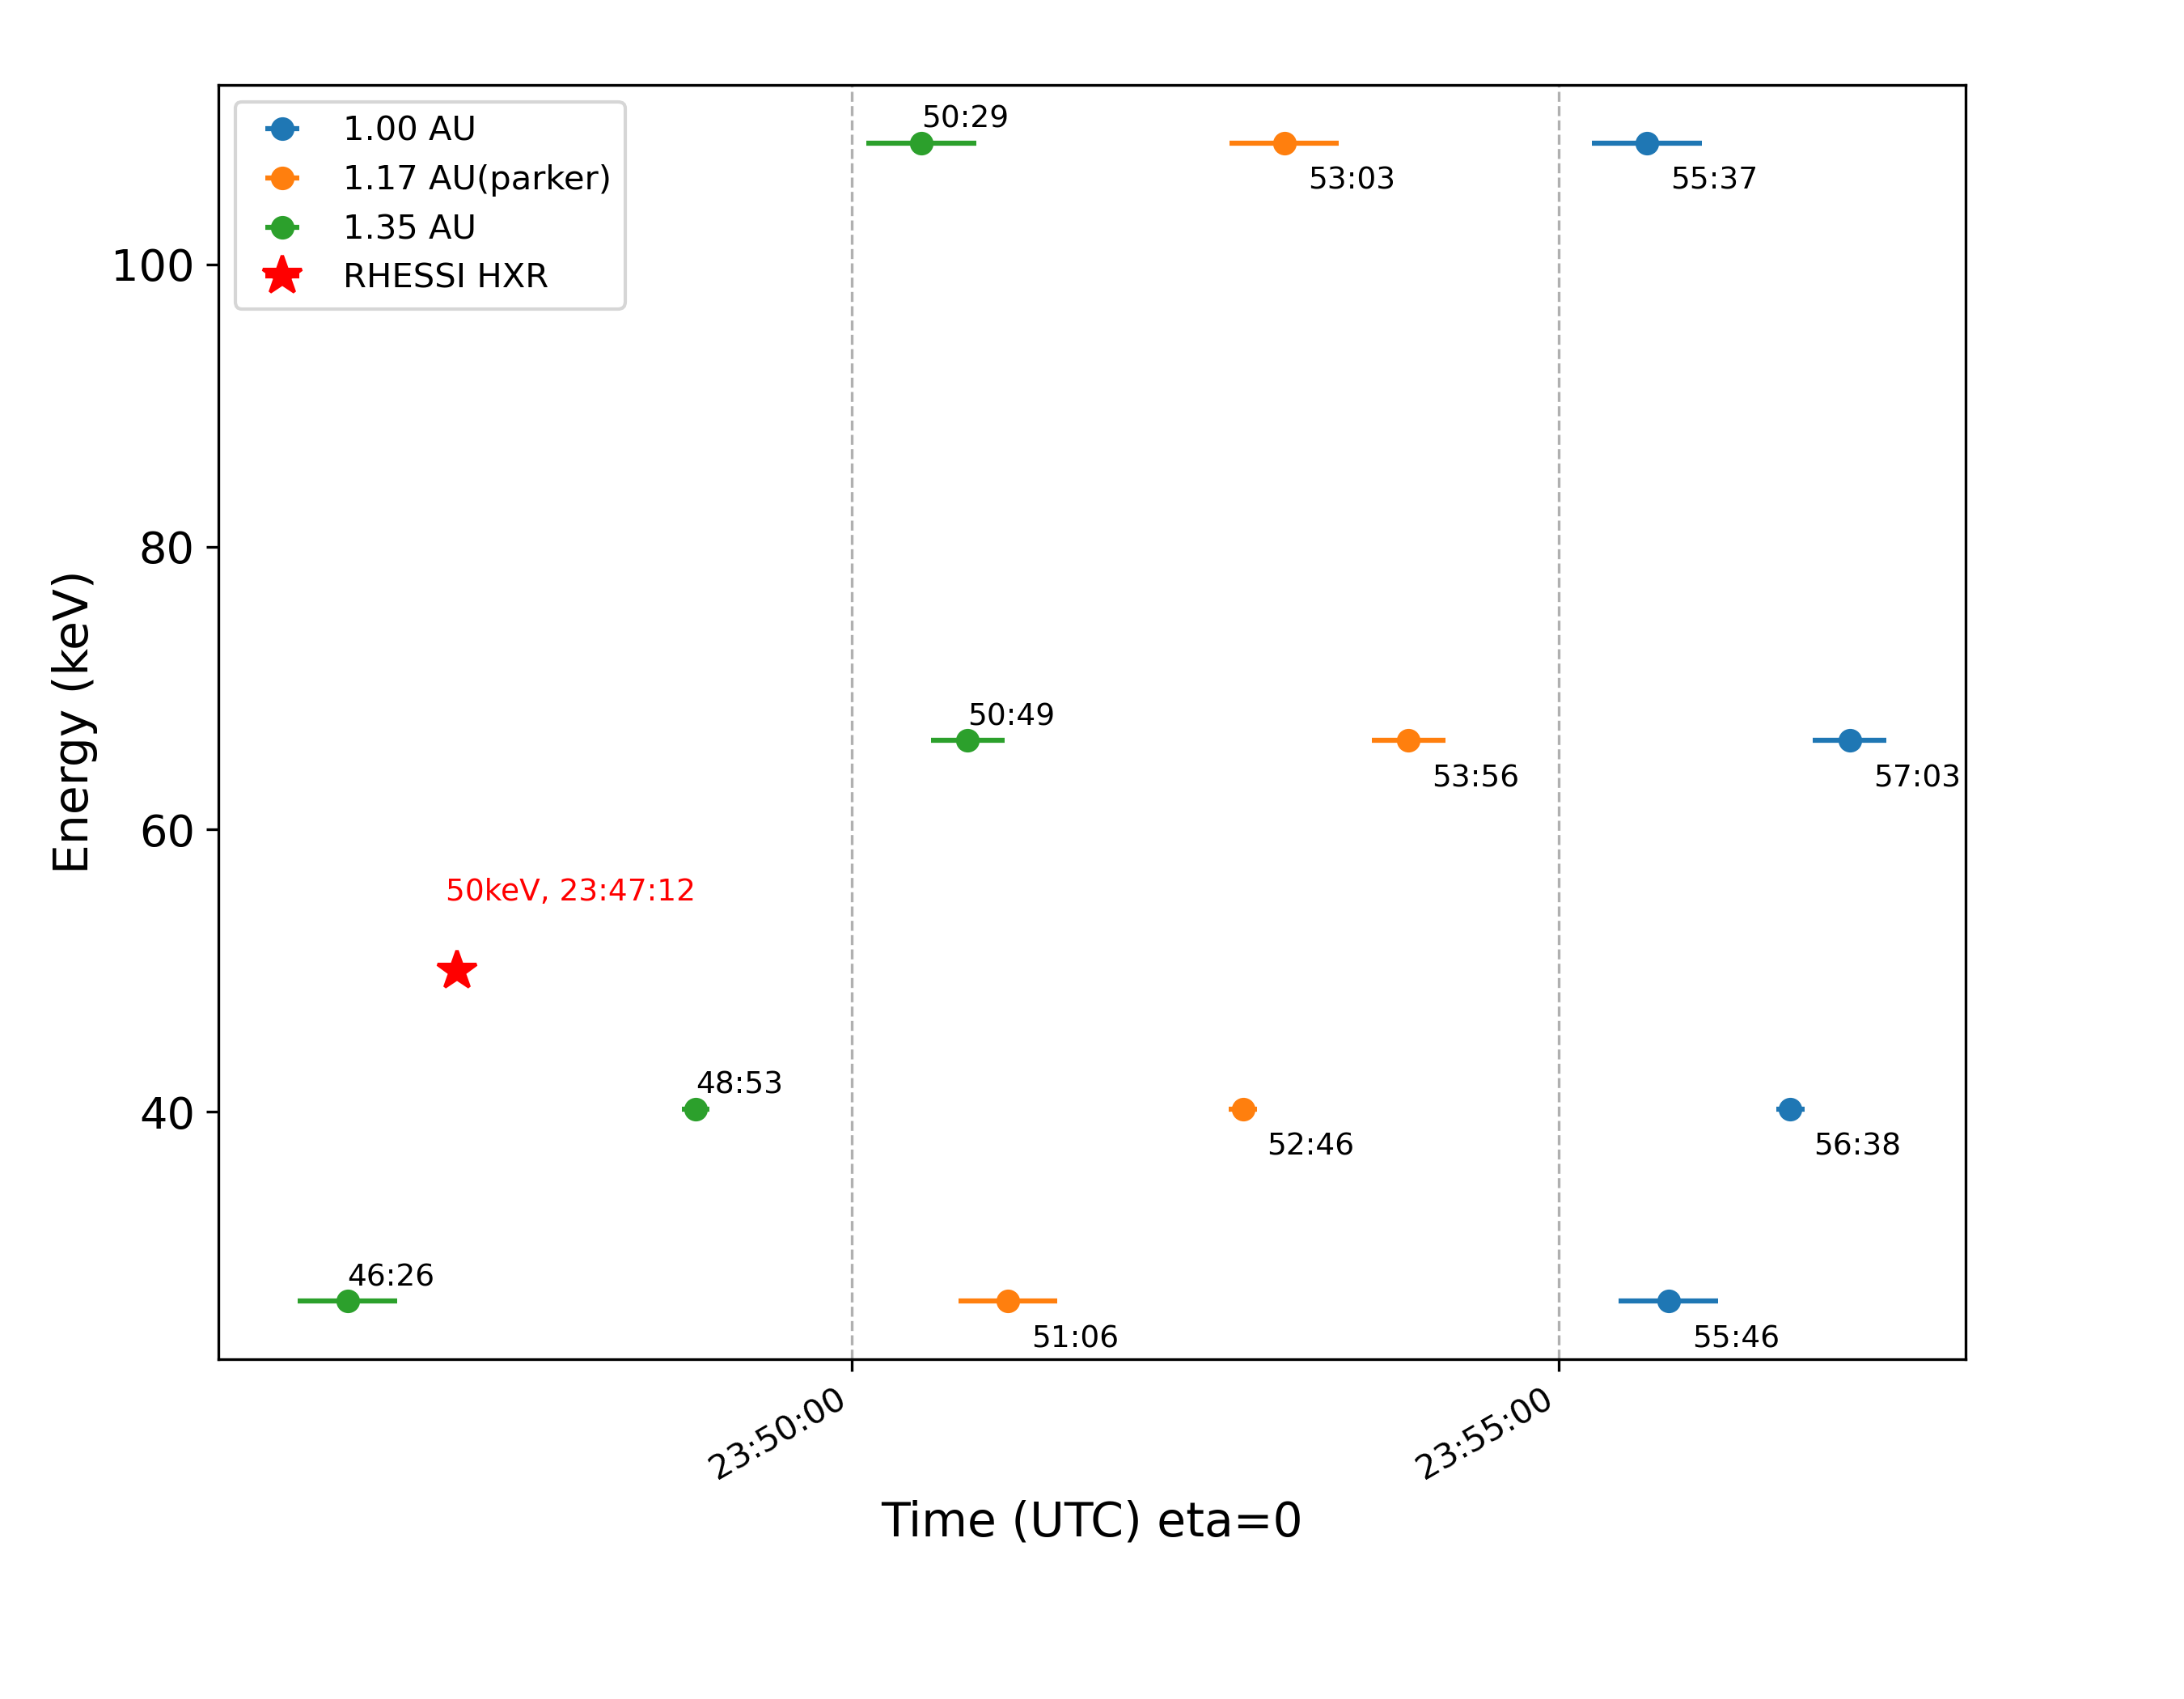 1.00 AU
1.17 AU(parker)
1.35 AU
RHESSI HXR
50:29
53:03
55:37
100
80
60
40
Energy (keV)
50:49
53:56
57:03
50keV, 23:47:12
48:53
52:46
56:38
46:26
51:06
55:46
23:50:00
23:55:00
Time (UTC) eta=0